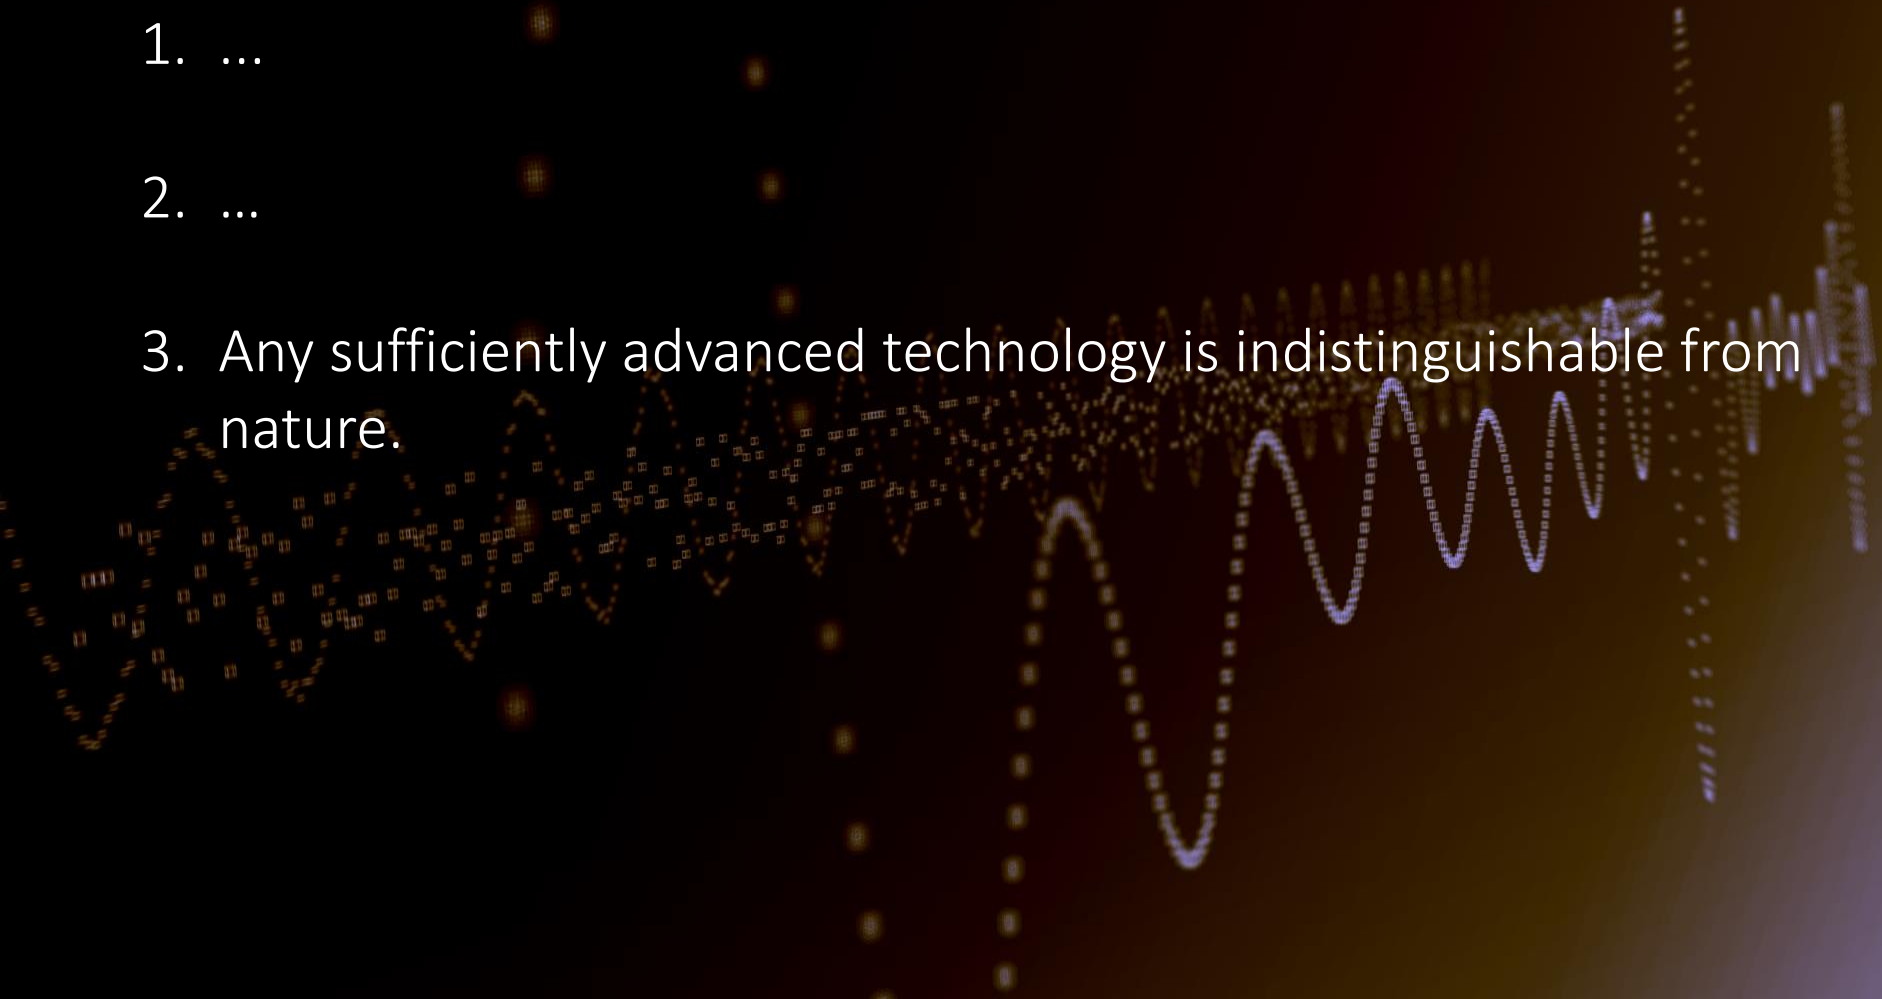 1. ...
2. ...
3. Any sufficiently advanced technology is indistinguishable from
nature.